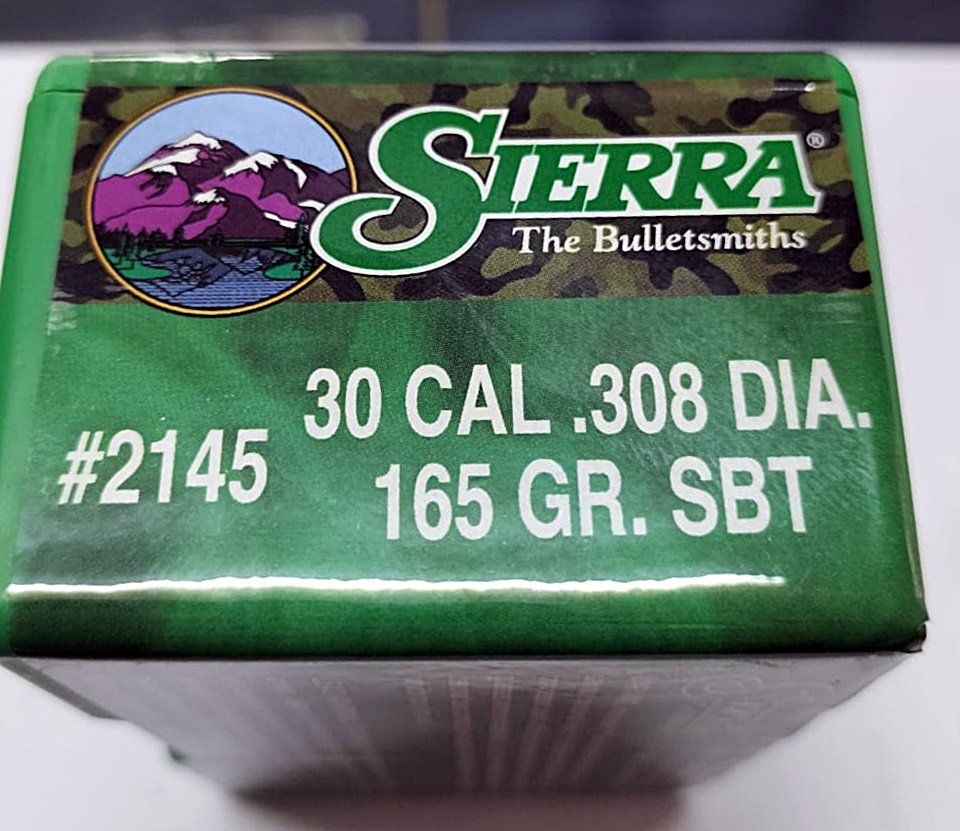 SIERRA®
The Bulletsmiths
30 CAL .308 DIA.
#2145
165 GR. SBT